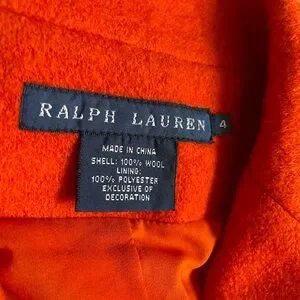 RALPH LAUREN 4
MADE IN CHINA
SHELL: 100% WOOL
LINING:
100% POLYESTER
EXCLUSIVE OF
DECORATION